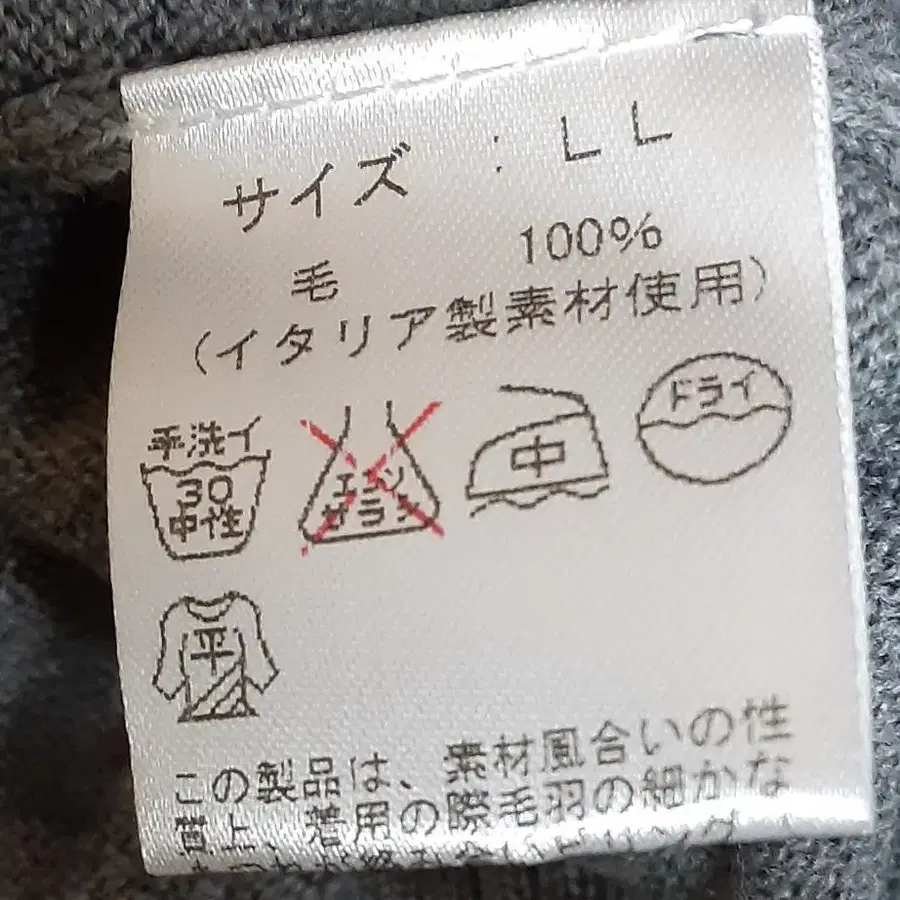 サイズ : LL
毛 100%
(イタリア製素材使用)
手洗イ
30
中性
エンソ
サラシ
中
ドライ
平
この製品は、素材風合いの性
着用の際毛羽の細かな